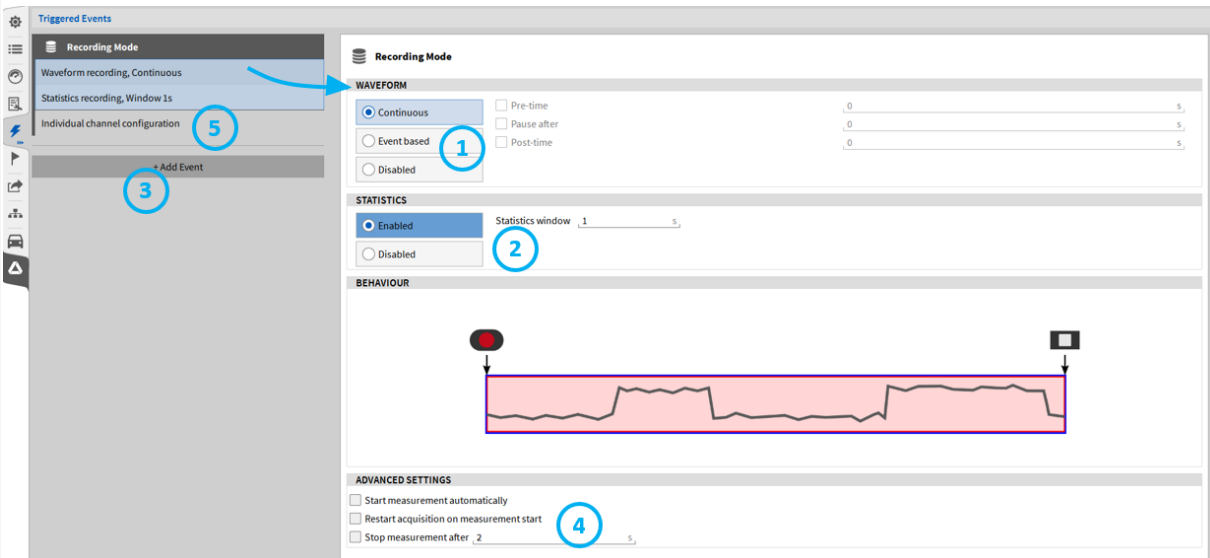 Triggered Events
Recording Mode
Waveform recording, Continuous
Statistics recording, Window 1s
Individual channel configuration
5
+ Add Event
3
Recording Mode
WAVEFORM
Continuous
Pre-time 0 s
Pause after 0 s
Event based
Post-time 0 s
1
Disabled
STATISTICS
Enabled
Statistics window 1 s
2
Disabled
BEHAVIOUR
ADVANCED SETTINGS
Start measurement automatically
Restart acquisition on measurement start
4
Stop measurement after 2 s